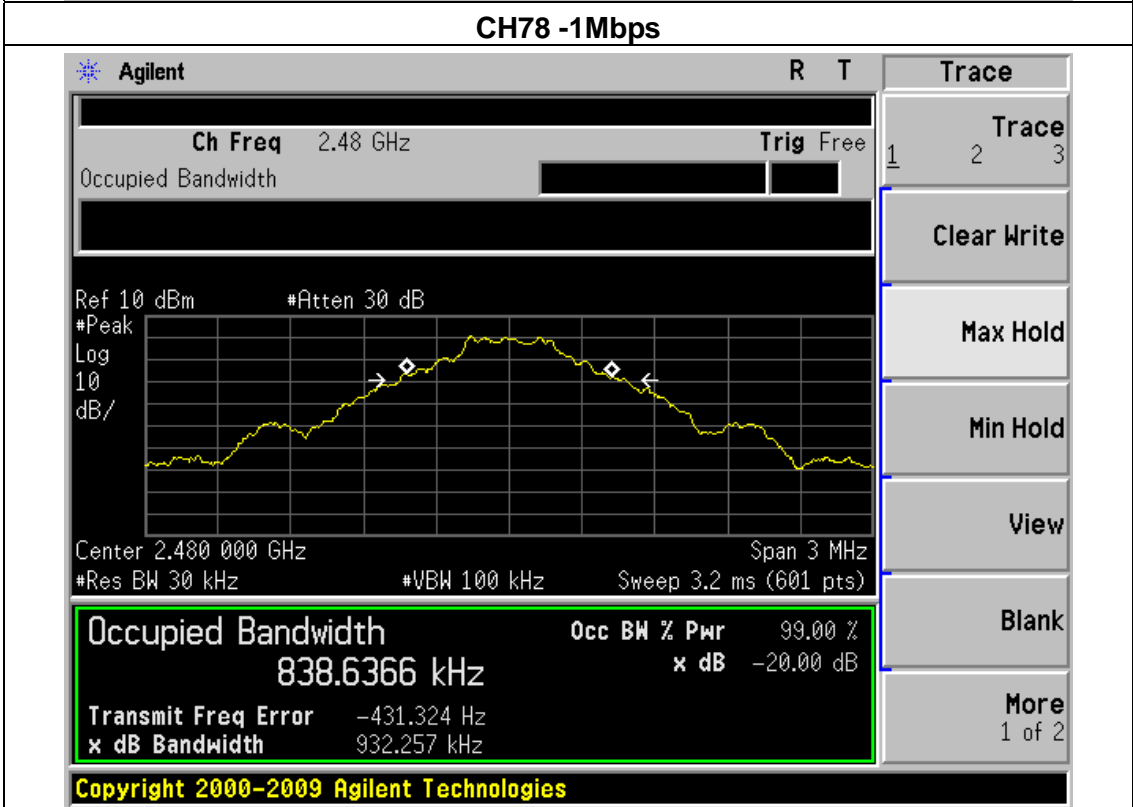 CH78 -1Mbps
Agilent R T
Ch Freq 2.48 GHz Trig Free
Occupied Bandwidth
Ref 10 dBm #Atten 30 dB
#Peak
Log
10
dB/
Center 2.480 000 GHz Span 3 MHz
#Res BW 30 kHz #VBW 100 kHz Sweep 3.2 ms (601 pts)
Occupied Bandwidth Occ BW % Pwr 99.00 %
838.6366 kHz x dB -20.00 dB
Transmit Freq Error -431.324 Hz
x dB Bandwidth 932.257 kHz
Copyright 2000-2009 Agilent Technologies
Trace
Trace
1 2 3
Clear Write
Max Hold
Min Hold
View
Blank
More
1 of 2